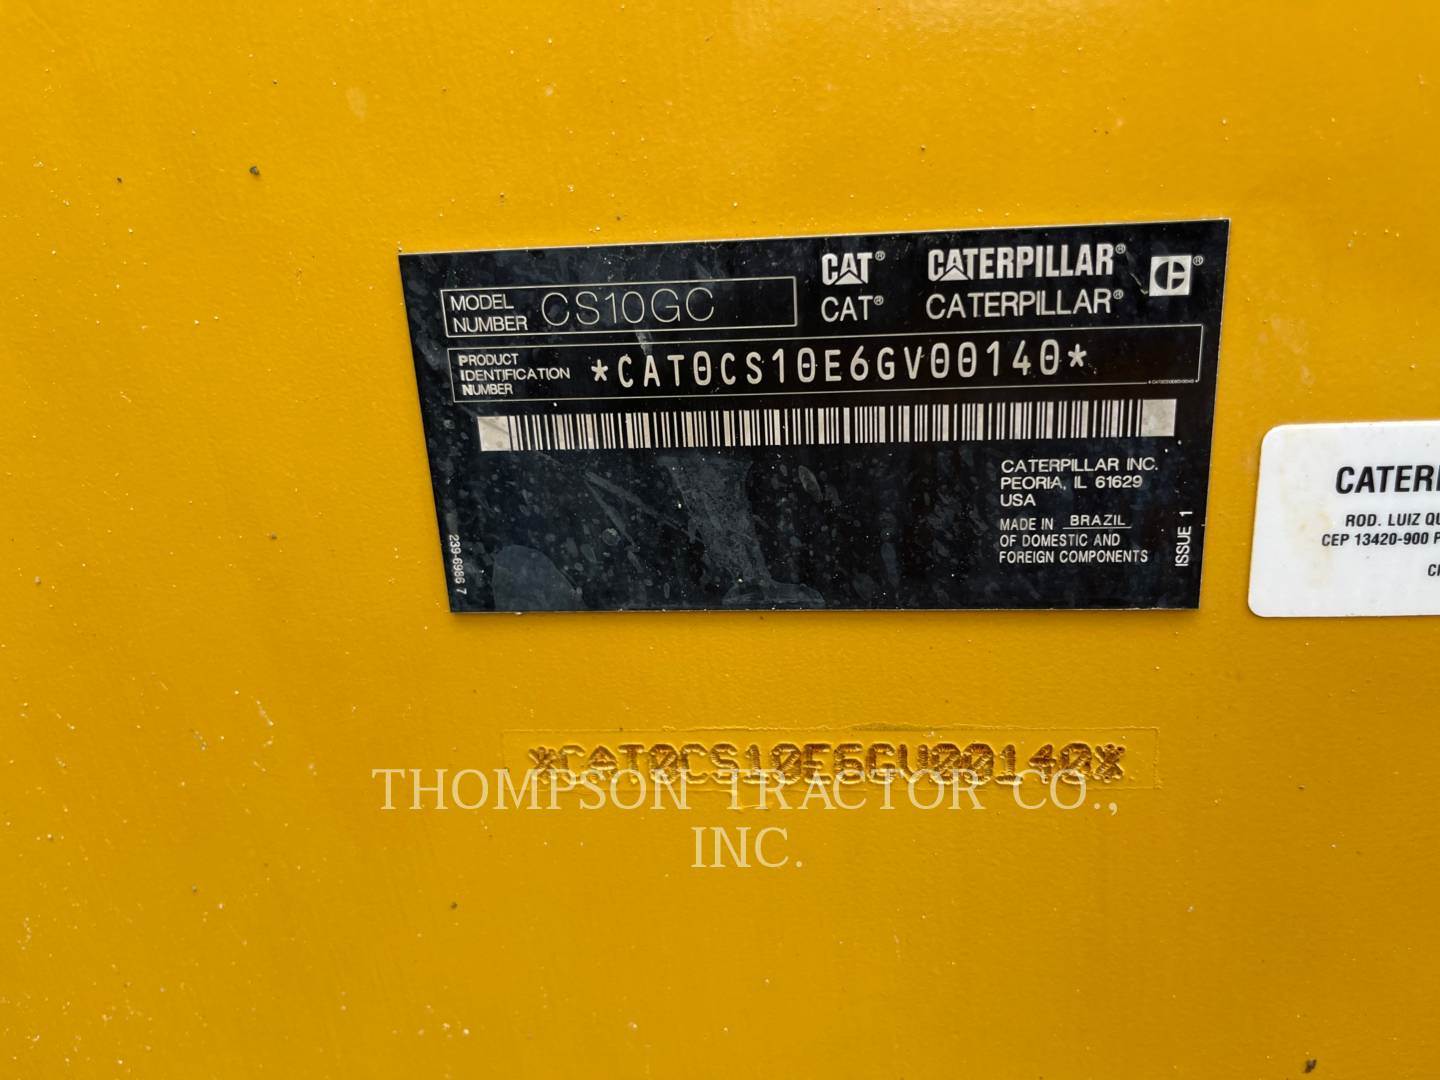 MODEL NUMBER CS10GC
CAT® CATERPILLAR®
CAT® CATERPILLAR®
PRODUCT IDENTIFICATION NUMBER *CAT0CS10E6GV00140*
CATERPILLAR INC.
PEORIA, IL 61629
USA
MADE IN BRAZIL
OF DOMESTIC AND
FOREIGN COMPONENTS
ISSUE 1
239-6986 7
ROD. LUIZ
CEP 13420-900
*CAT0CS10E6GV00140*
THOMPSON TRACTOR CO.,
INC.